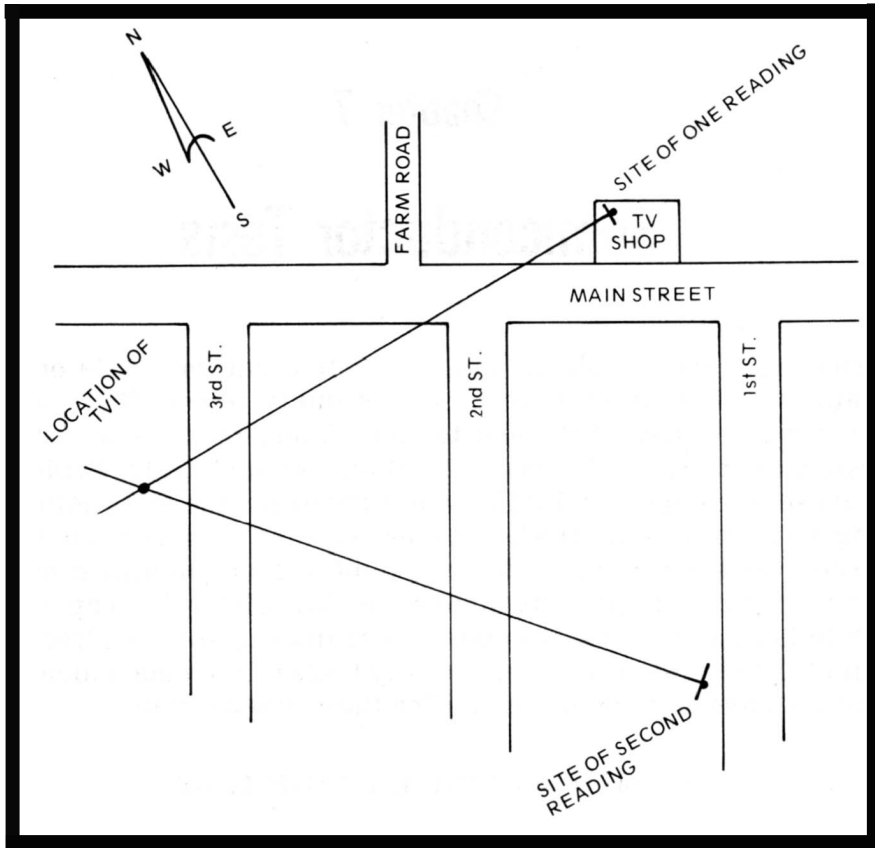 N
E
W
S
SITE OF ONE READING
FARM ROAD
TV
SHOP
MAIN STREET
LOCATION OF
TVI
3rd ST.
2nd ST.
1st ST.
SITE OF SECOND
READING